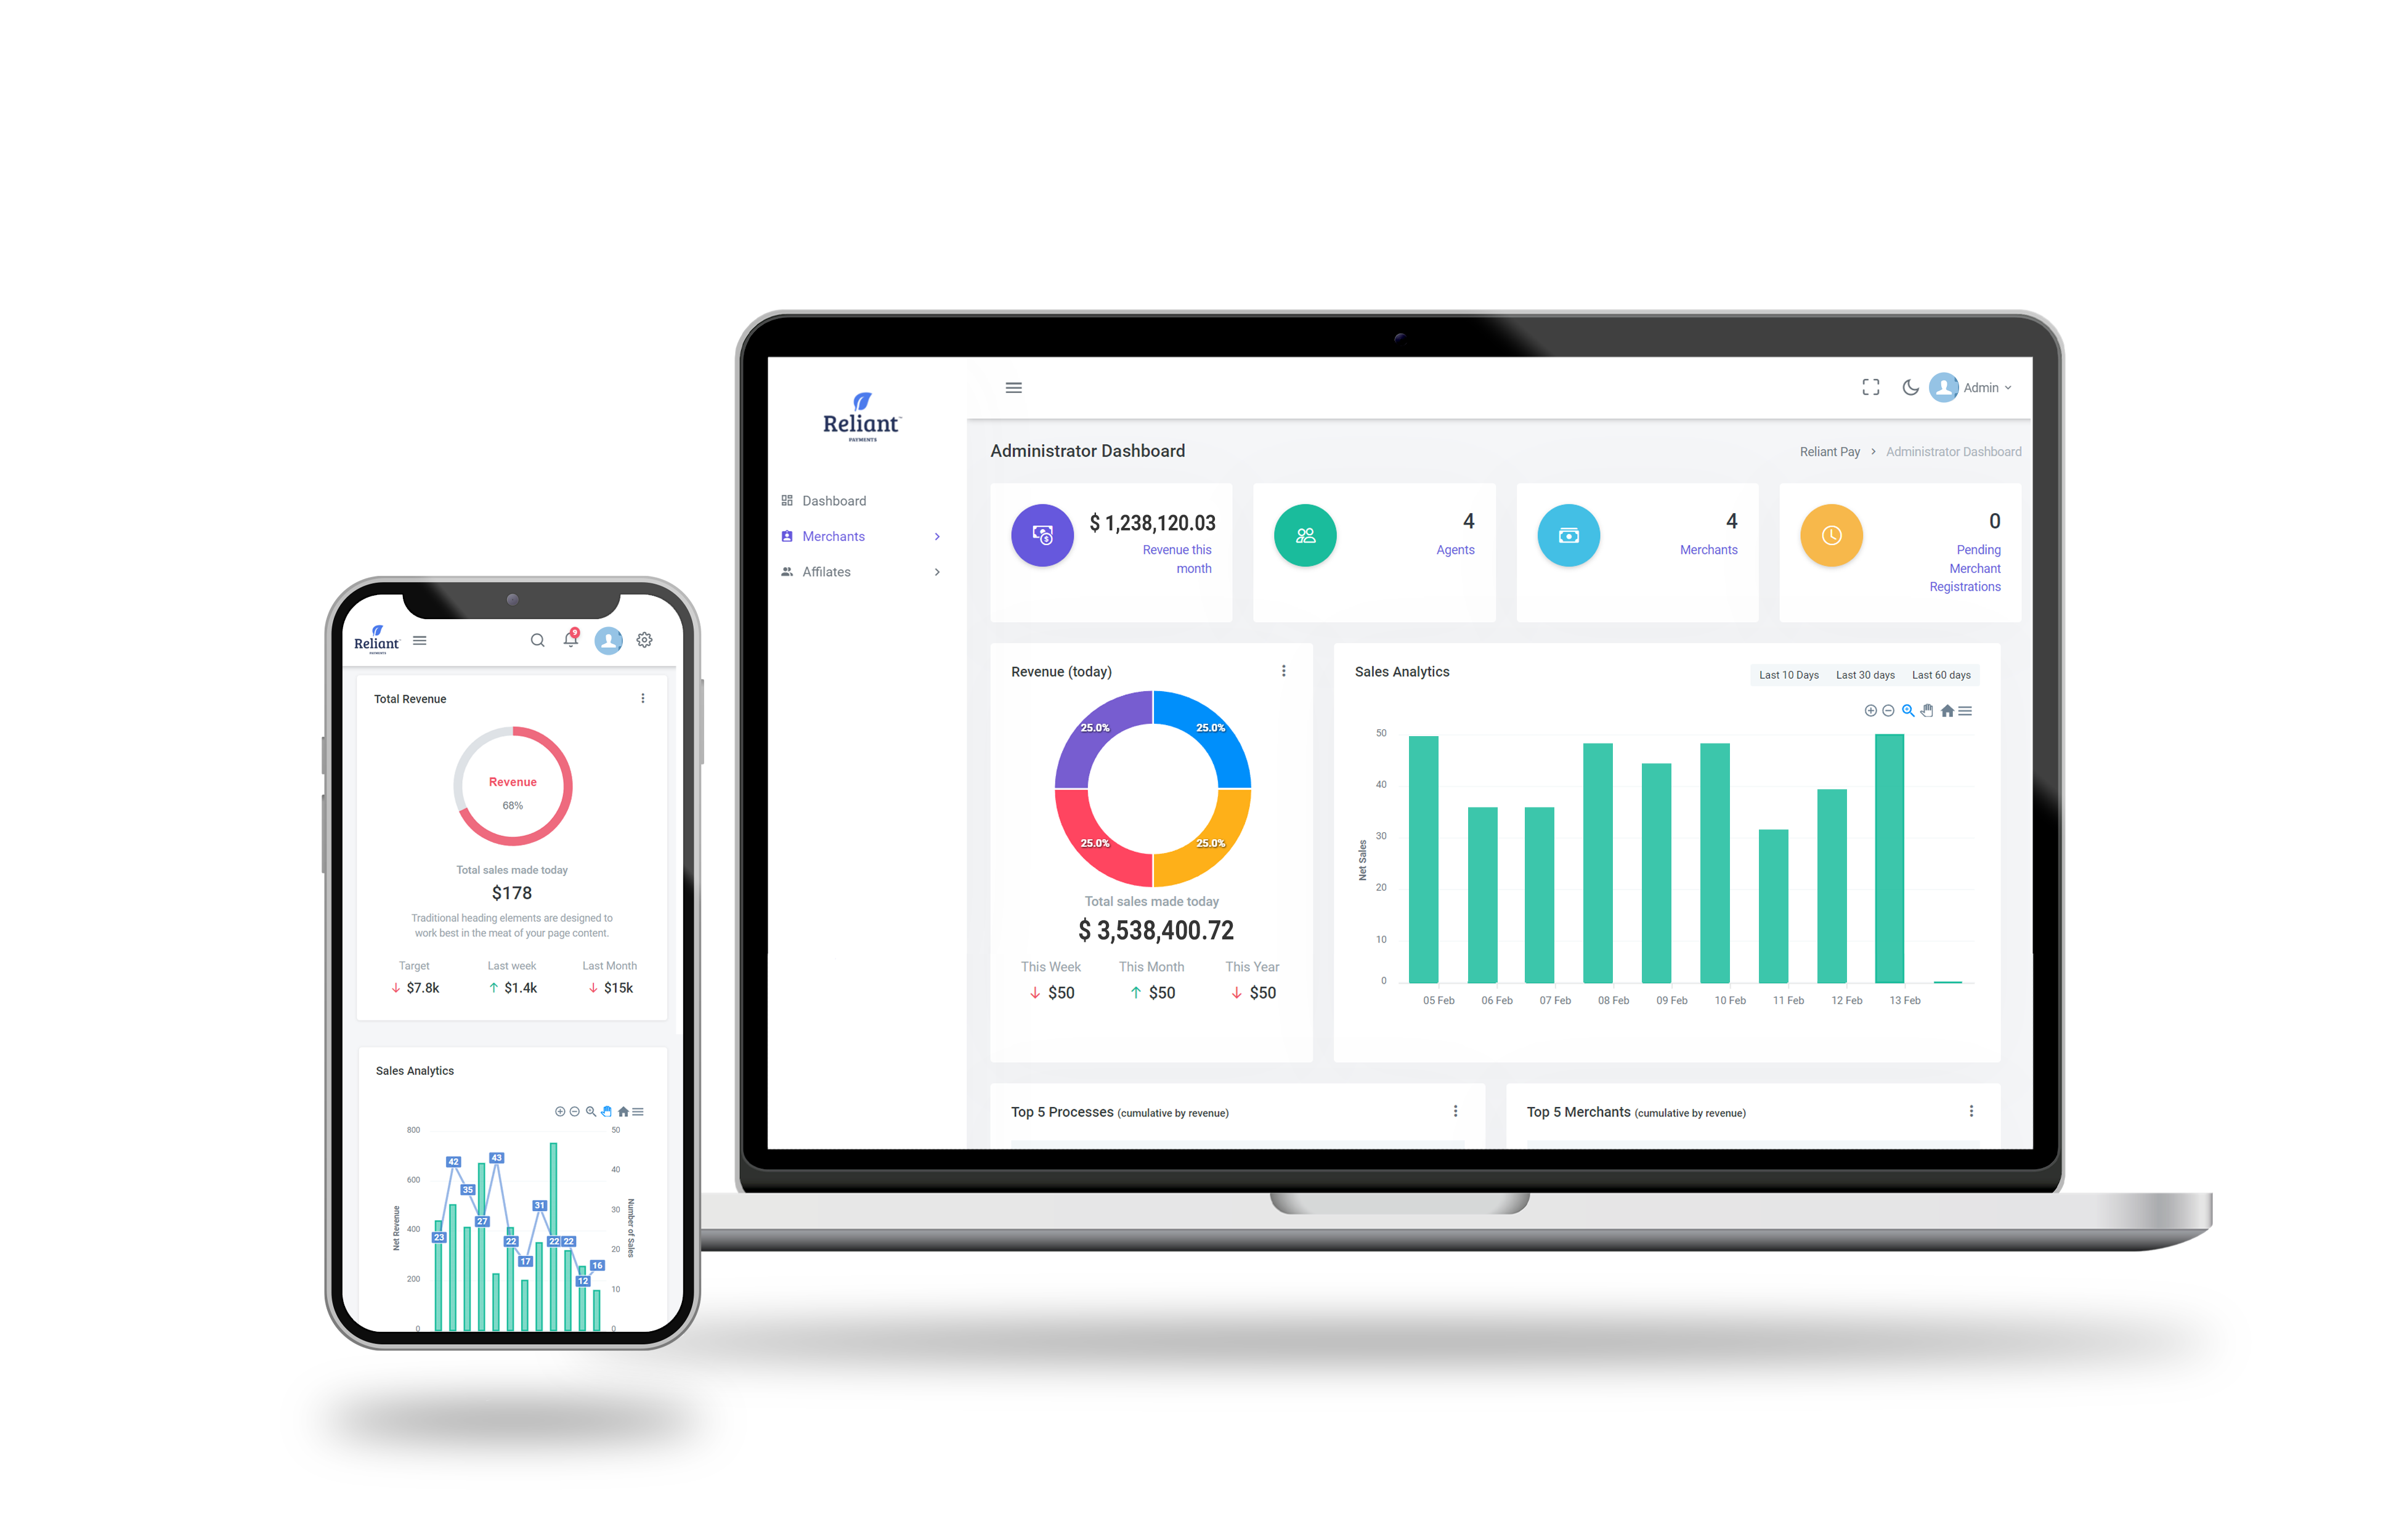 Reliant™
PAYMENTS
9
Total Revenue
Revenue
68%
Total sales made today
$178
Traditional heading elements are designed to
work best in the meat of your page content.
Target Last week Last Month
$7.8k $1.4k $15k
Sales Analytics
800 50
600 40
400 30
200 20
0 10
0
Net Revenue
Number of Sales
23 42 35 27 43 22 17 31 22 22 12 16
Reliant™
PAYMENTS
Dashboard
Merchants
Affilates
Admin
Administrator Dashboard
Reliant Pay > Administrator Dashboard
$ 1,238,120.03
Revenue this
month
4
Agents
4
Merchants
0
Pending
Merchant
Registrations
Revenue (today)
25.0% 25.0%
25.0% 25.0%
Total sales made today
$ 3,538,400.72
This Week This Month This Year
$50 $50 $50
Sales Analytics
Last 10 Days Last 30 days Last 60 days
50
40
30
20
10
0
Net Sales
05 Feb 06 Feb 07 Feb 08 Feb 09 Feb 10 Feb 11 Feb 12 Feb 13 Feb
Top 5 Processes (cumulative by revenue)
Top 5 Merchants (cumulative by revenue)